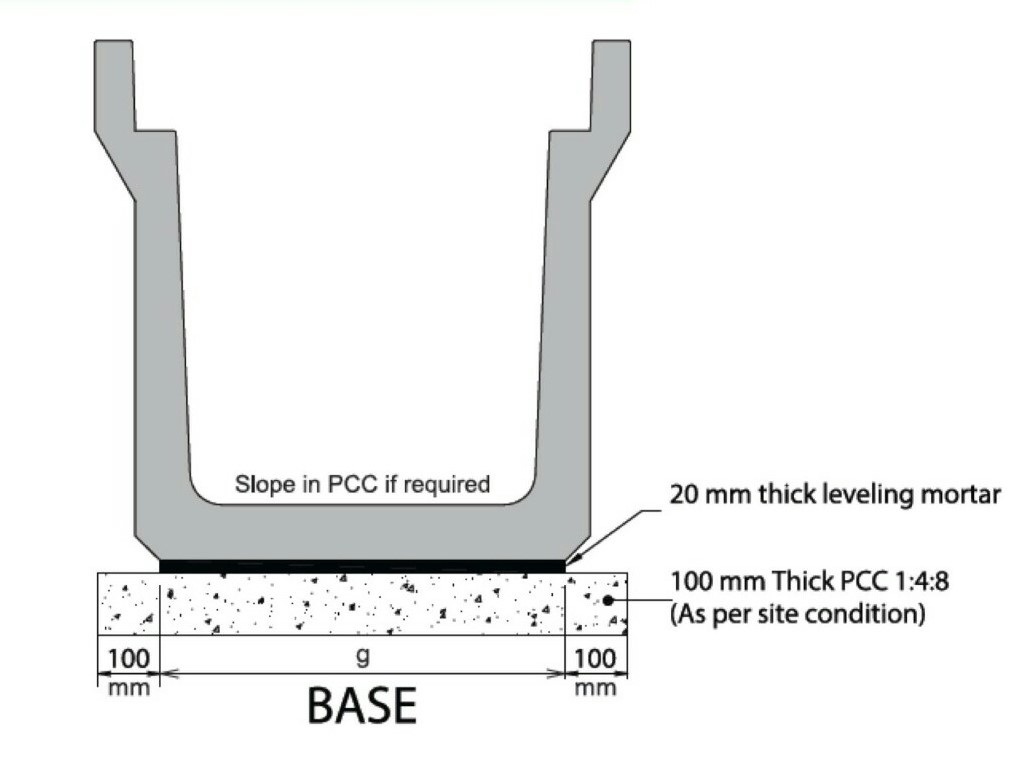 Slope in PCC if required
20 mm thick leveling mortar
100 mm Thick PCC 1:4:8
(As per site condition)
100
mm
g
100
mm
BASE